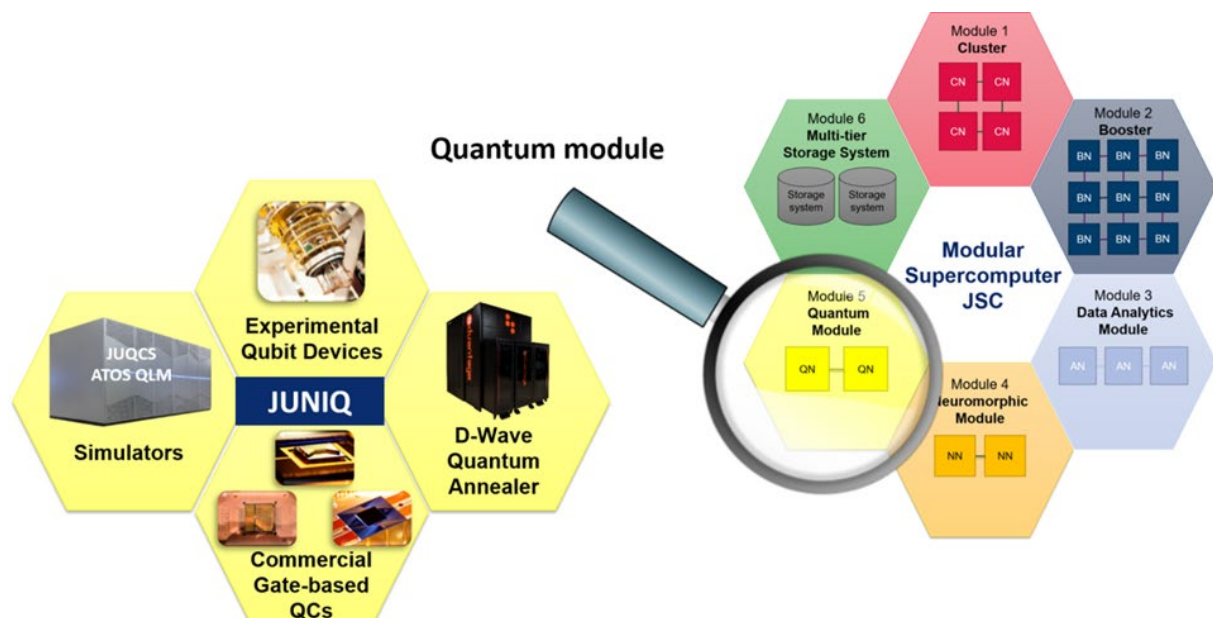 Quantum module
Experimental
Qubit Devices
JUQCS
ATOS QLM
Simulators
JUNIQ
D-Wave
Quantum
Annealer
Commercial
Gate-based
QCs
Module 1
Cluster
CN CN
CN CN
Module 2
Booster
BN BN BN
BN BN BN
BN BN BN
Module 6
Multi-tier
Storage System
Storage
system
Storage
system
Modular
Supercomputer
JSC
Module 3
Data Analytics
Module
AN AN AN
Module 5
Quantum
Module
QN QN
Module 4
Neuromorphic
Module
NN NN